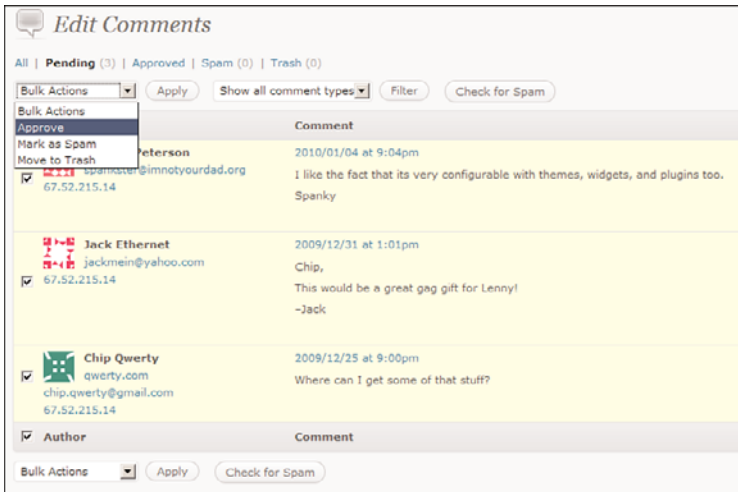 Edit Comments
All | Pending (3) | Approved | Spam (0) | Trash (0)
Bulk Actions Apply Show all comment types Filter Check for Spam
Bulk Actions
Approve
Mark as Spam
Move to Trash
Comment
Peterson
spankster@imnotyourdad.org
67.52.215.14
2010/01/04 at 9:04pm
I like the fact that its very configurable with themes, widgets, and plugins too.
Spanky
Jack Ethernet
jackmein@yahoo.com
67.52.215.14
2009/12/31 at 1:01pm
Chip,
This would be a great gag gift for Lenny!
–Jack
Chip Qwerty
qwerty.com
chip.qwerty@gmail.com
67.52.215.14
2009/12/25 at 9:00pm
Where can I get some of that stuff?
Author Comment
Bulk Actions Apply Check for Spam